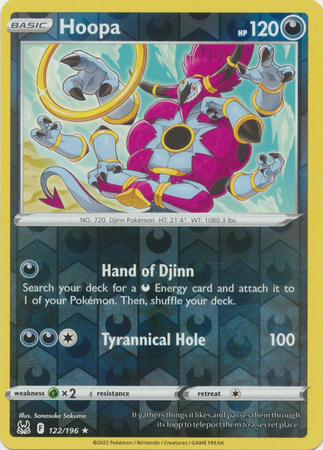 BASIC Hoopa HP 120
NO. 720 Djinn Pokémon HT: 21'4" WT: 1080.3 lbs.
Hand of Djinn
Search your deck for a Energy card and attach it
to 1 of your Pokémon. Then, shuffle your deck.
Tyrannical Hole 100
weakness ×2 resistance retreat
Illus. Sanosuke Sakuma
F 122/196 ★
It gathers things it likes and passes them through
its loop to teleport them to a secret place.
©2022 Pokémon / Nintendo / Creatures / GAME FREAK